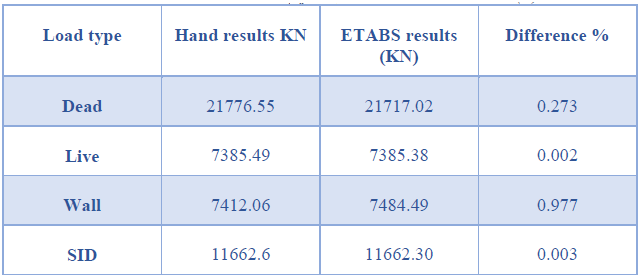 Load type Hand results KN ETABS results (KN) Difference %
Dead 21776.55 21717.02 0.273
Live 7385.49 7385.38 0.002
Wall 7412.06 7484.49 0.977
SID 11662.6 11662.30 0.003